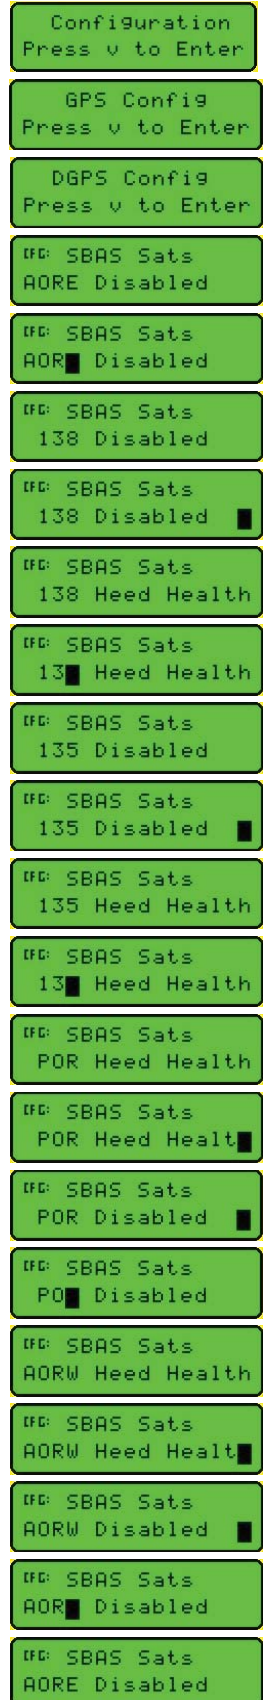 Configuration
Press v to Enter
GPS Config
Press v to Enter
DGPS Config
Press v to Enter
CFG: SBAS Sats
AORE Disabled
CFG: SBAS Sats
AOR█ Disabled
CFG: SBAS Sats
138 Disabled
CFG: SBAS Sats
138 Disabled █
CFG: SBAS Sats
138 Heed Health
CFG: SBAS Sats
13█ Heed Health
CFG: SBAS Sats
135 Disabled
CFG: SBAS Sats
135 Disabled █
CFG: SBAS Sats
135 Heed Health
CFG: SBAS Sats
13█ Heed Health
CFG: SBAS Sats
POR Heed Health
CFG: SBAS Sats
POR Heed Healt█
CFG: SBAS Sats
POR Disabled █
CFG: SBAS Sats
PO█ Disabled
CFG: SBAS Sats
AORW Heed Health
CFG: SBAS Sats
AORW Heed Healt█
CFG: SBAS Sats
AORW Disabled █
CFG: SBAS Sats
AOR█ Disabled
CFG: SBAS Sats
AORE Disabled